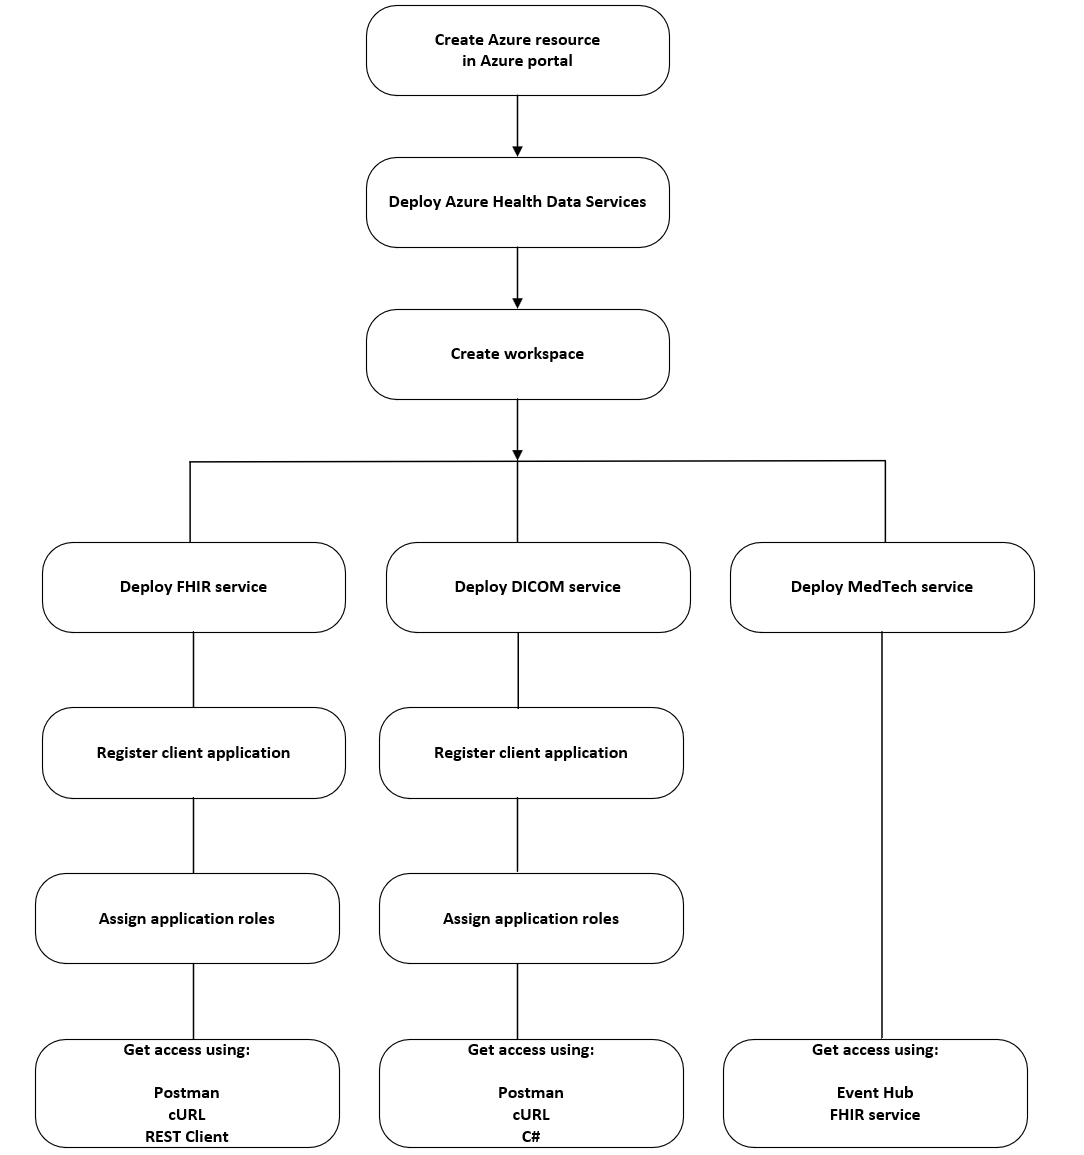 Create Azure resource
in Azure portal
Deploy Azure Health Data Services
Create workspace
Deploy FHIR service
Deploy DICOM service
Deploy MedTech service
Register client application
Register client application
Assign application roles
Assign application roles
Get access using:
Postman
cURL
REST Client
Get access using:
Postman
cURL
C#
Get access using:
Event Hub
FHIR service